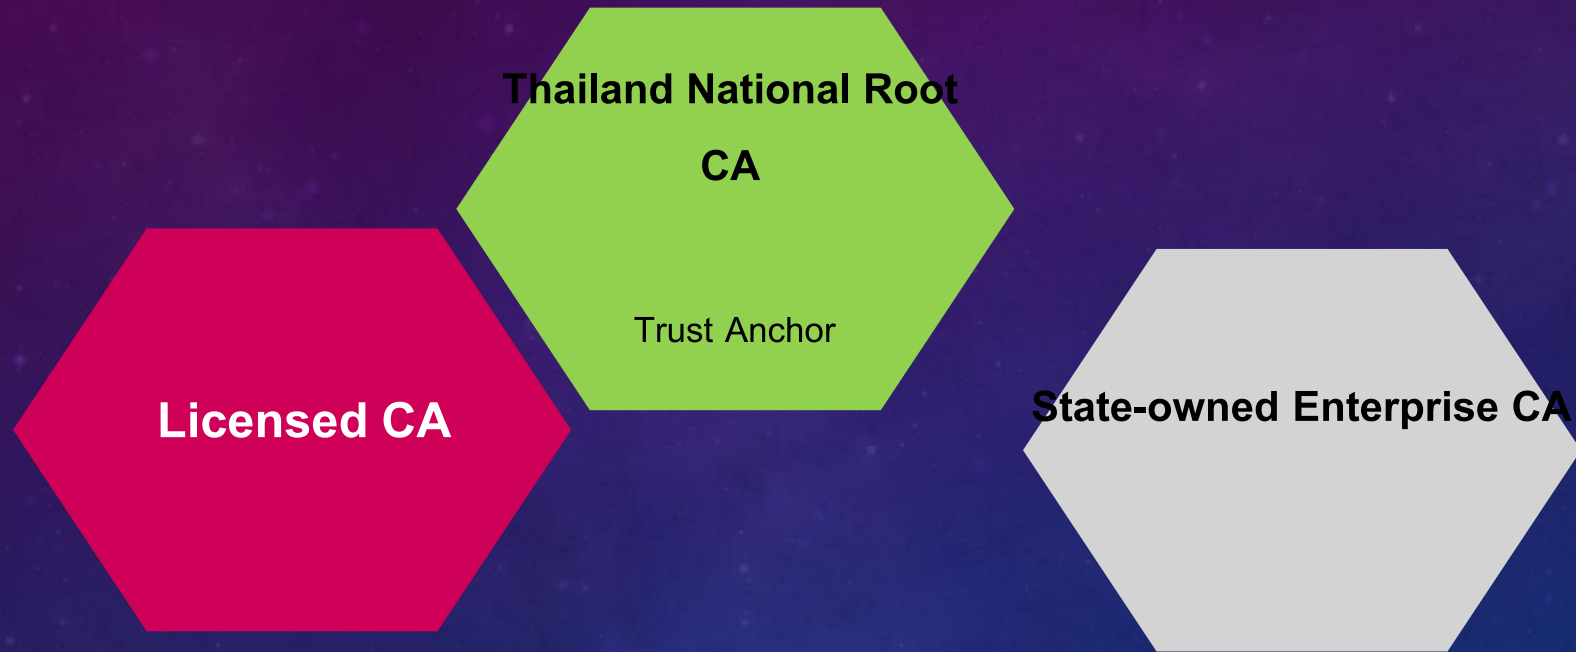 Thailand National Root
CA
Trust Anchor
Licensed CA
State-owned Enterprise CA